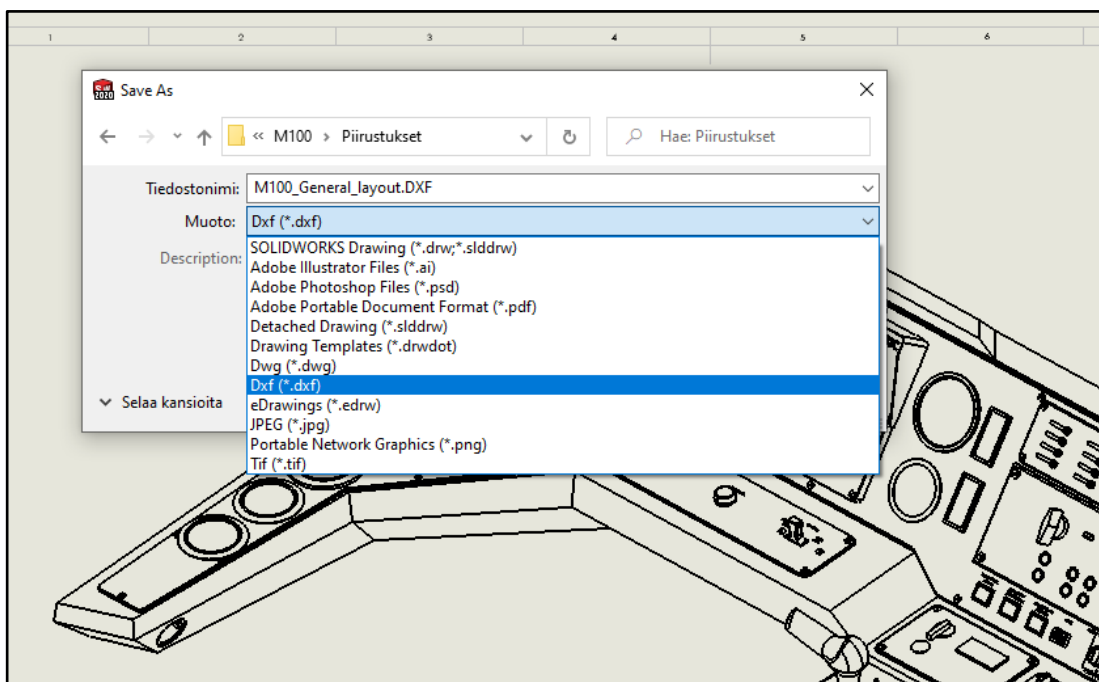 1 2 3 4 5 6
SW 2020 Save As
« M100 › Piirustukset Hae: Piirustukset
Tiedostonimi: M100_General_layout.DXF
Muoto: Dxf (*.dxf)
Description:
SOLIDWORKS Drawing (*.drw;*.slddrw)
Adobe Illustrator Files (*.ai)
Adobe Photoshop Files (*.psd)
Adobe Portable Document Format (*.pdf)
Detached Drawing (*.slddrw)
Drawing Templates (*.drwdot)
Dwg (*.dwg)
Dxf (*.dxf)
eDrawings (*.edrw)
JPEG (*.jpg)
Portable Network Graphics (*.png)
Tif (*.tif)
Selaa kansioita